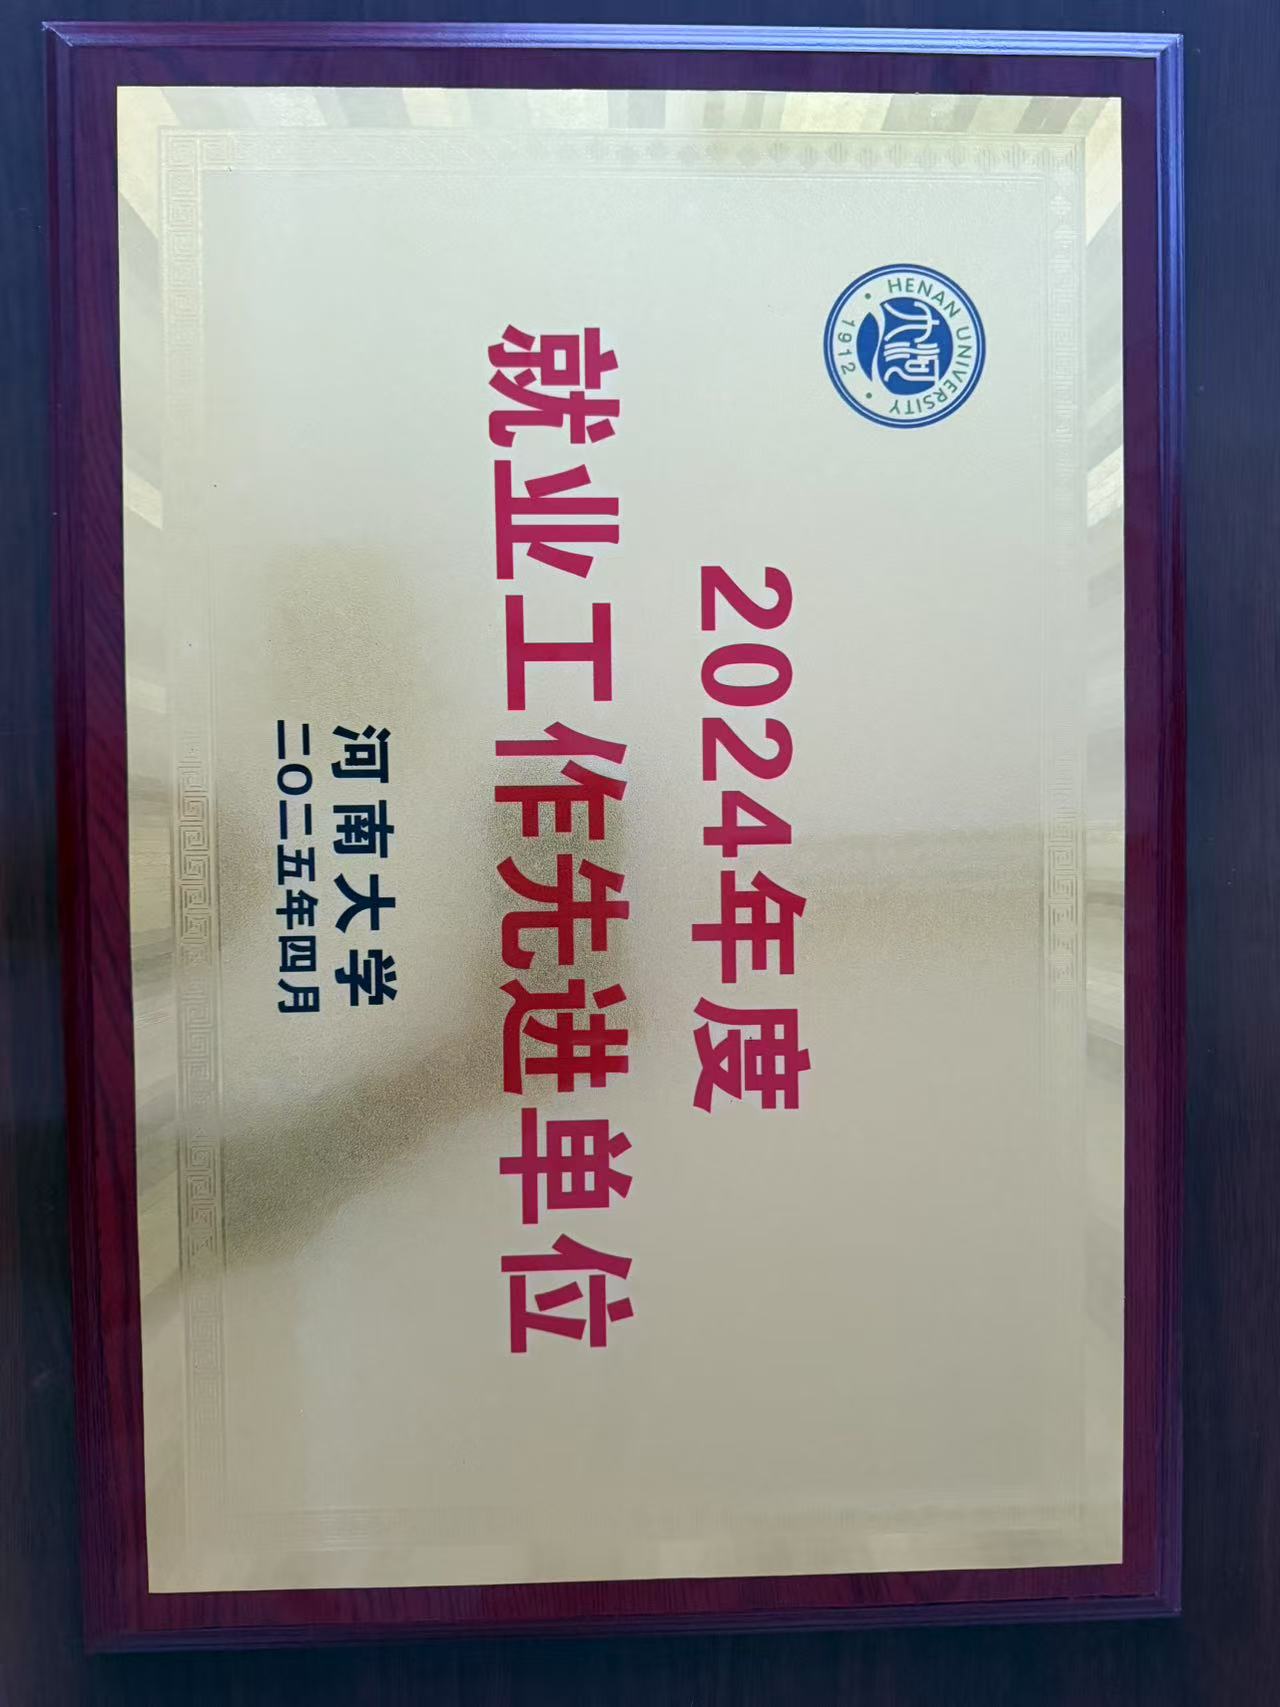 HENAN UNIVERSITY
1912
2024年度
就业工作先进单位
河南大学
二〇二五年四月